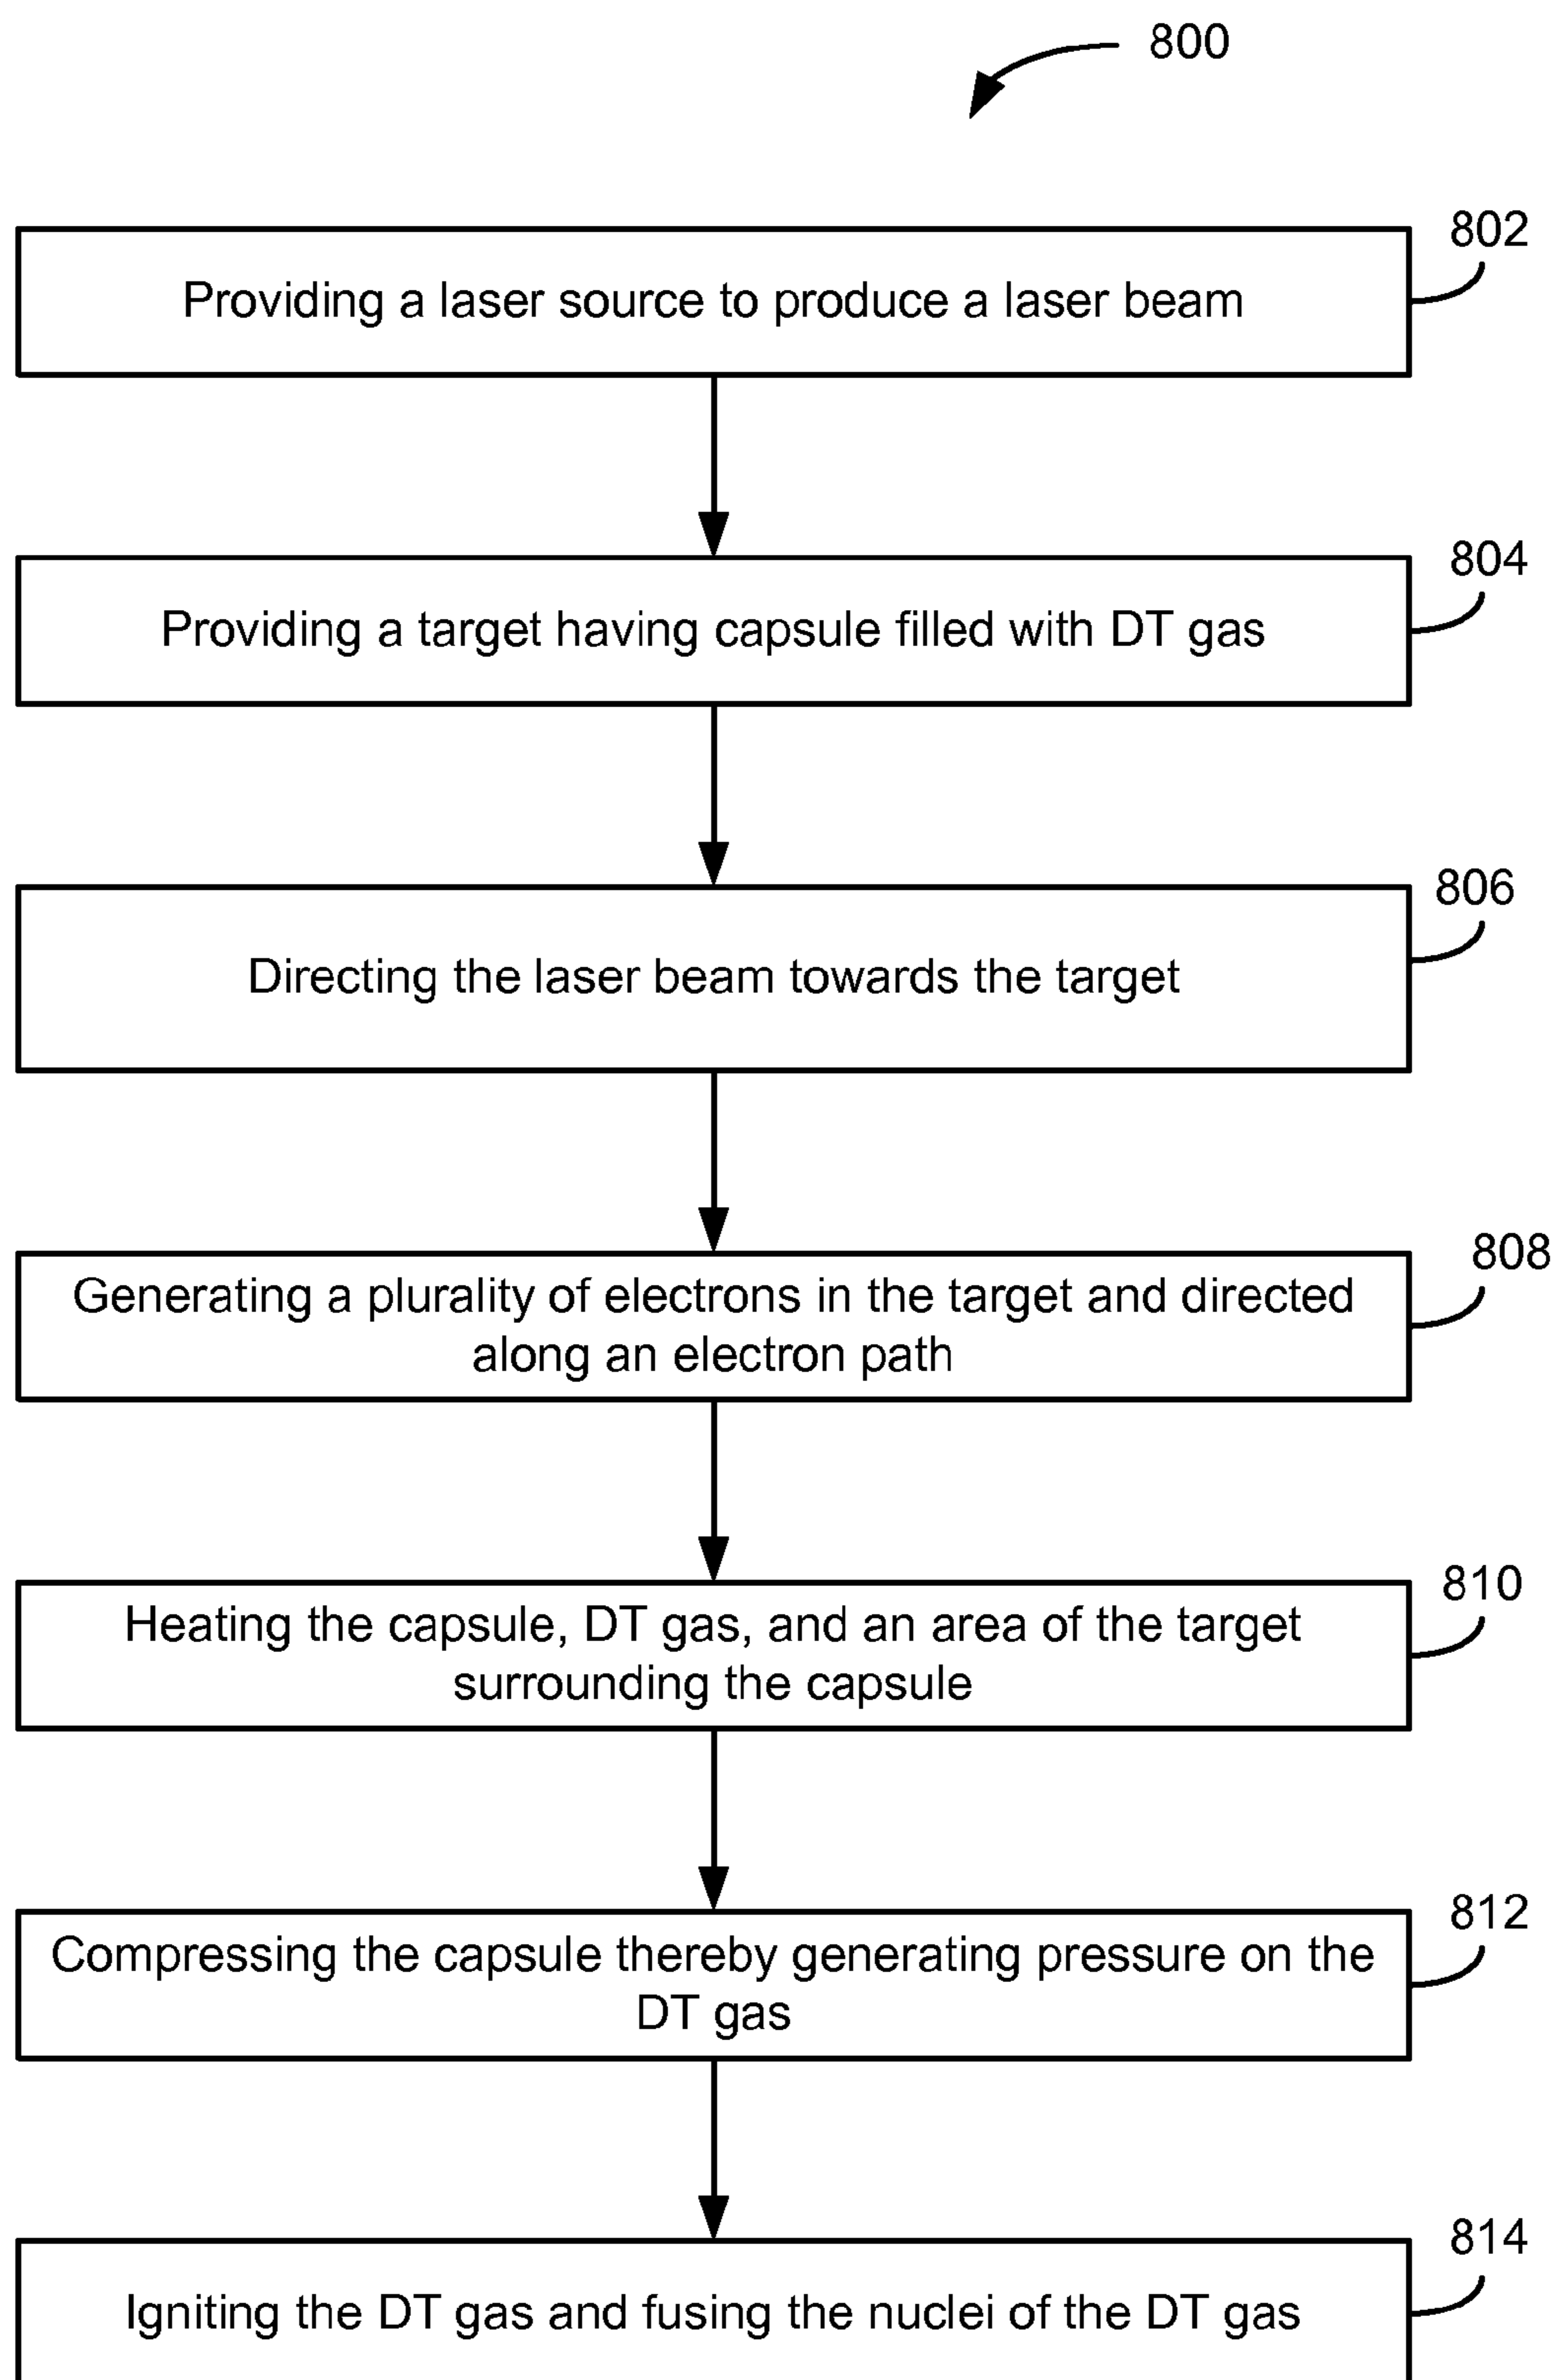 800
802
Providing a laser source to produce a laser beam
804
Providing a target having capsule filled with DT gas
806
Directing the laser beam towards the target
808
Generating a plurality of electrons in the target and directed
along an electron path
810
Heating the capsule, DT gas, and an area of the target
surrounding the capsule
812
Compressing the capsule thereby generating pressure on the
DT gas
814
Igniting the DT gas and fusing the nuclei of the DT gas